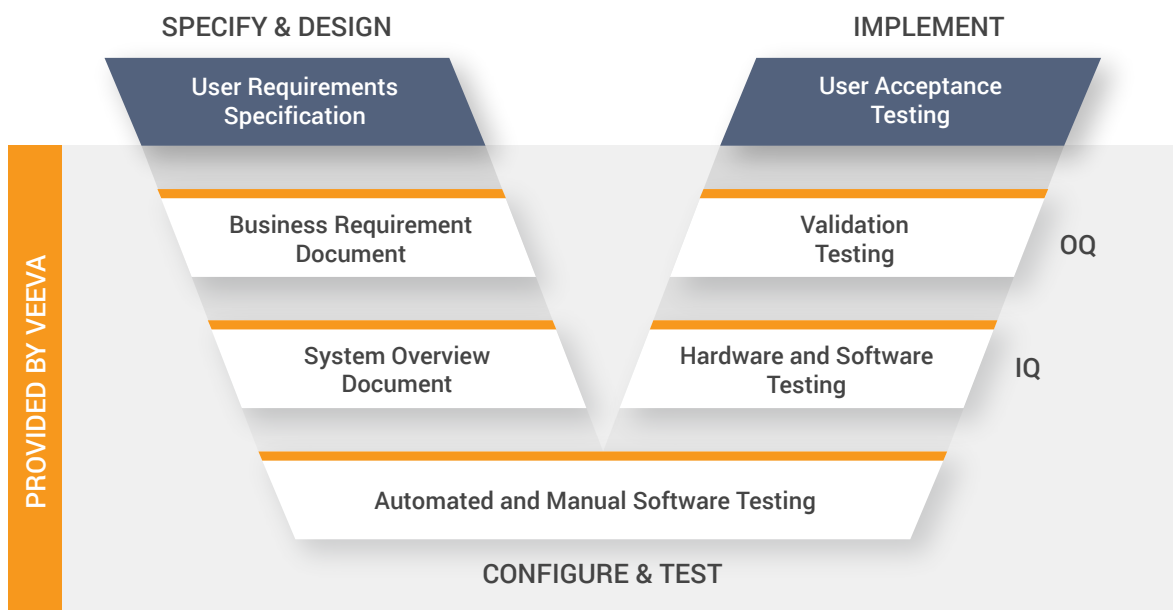 SPECIFY & DESIGN
IMPLEMENT
User Requirements
Specification
User Acceptance
Testing
Business Requirement
Document
Validation
Testing
OQ
System Overview
Document
Hardware and Software
Testing
IQ
Automated and Manual Software Testing
CONFIGURE & TEST
PROVIDED BY VEEVA